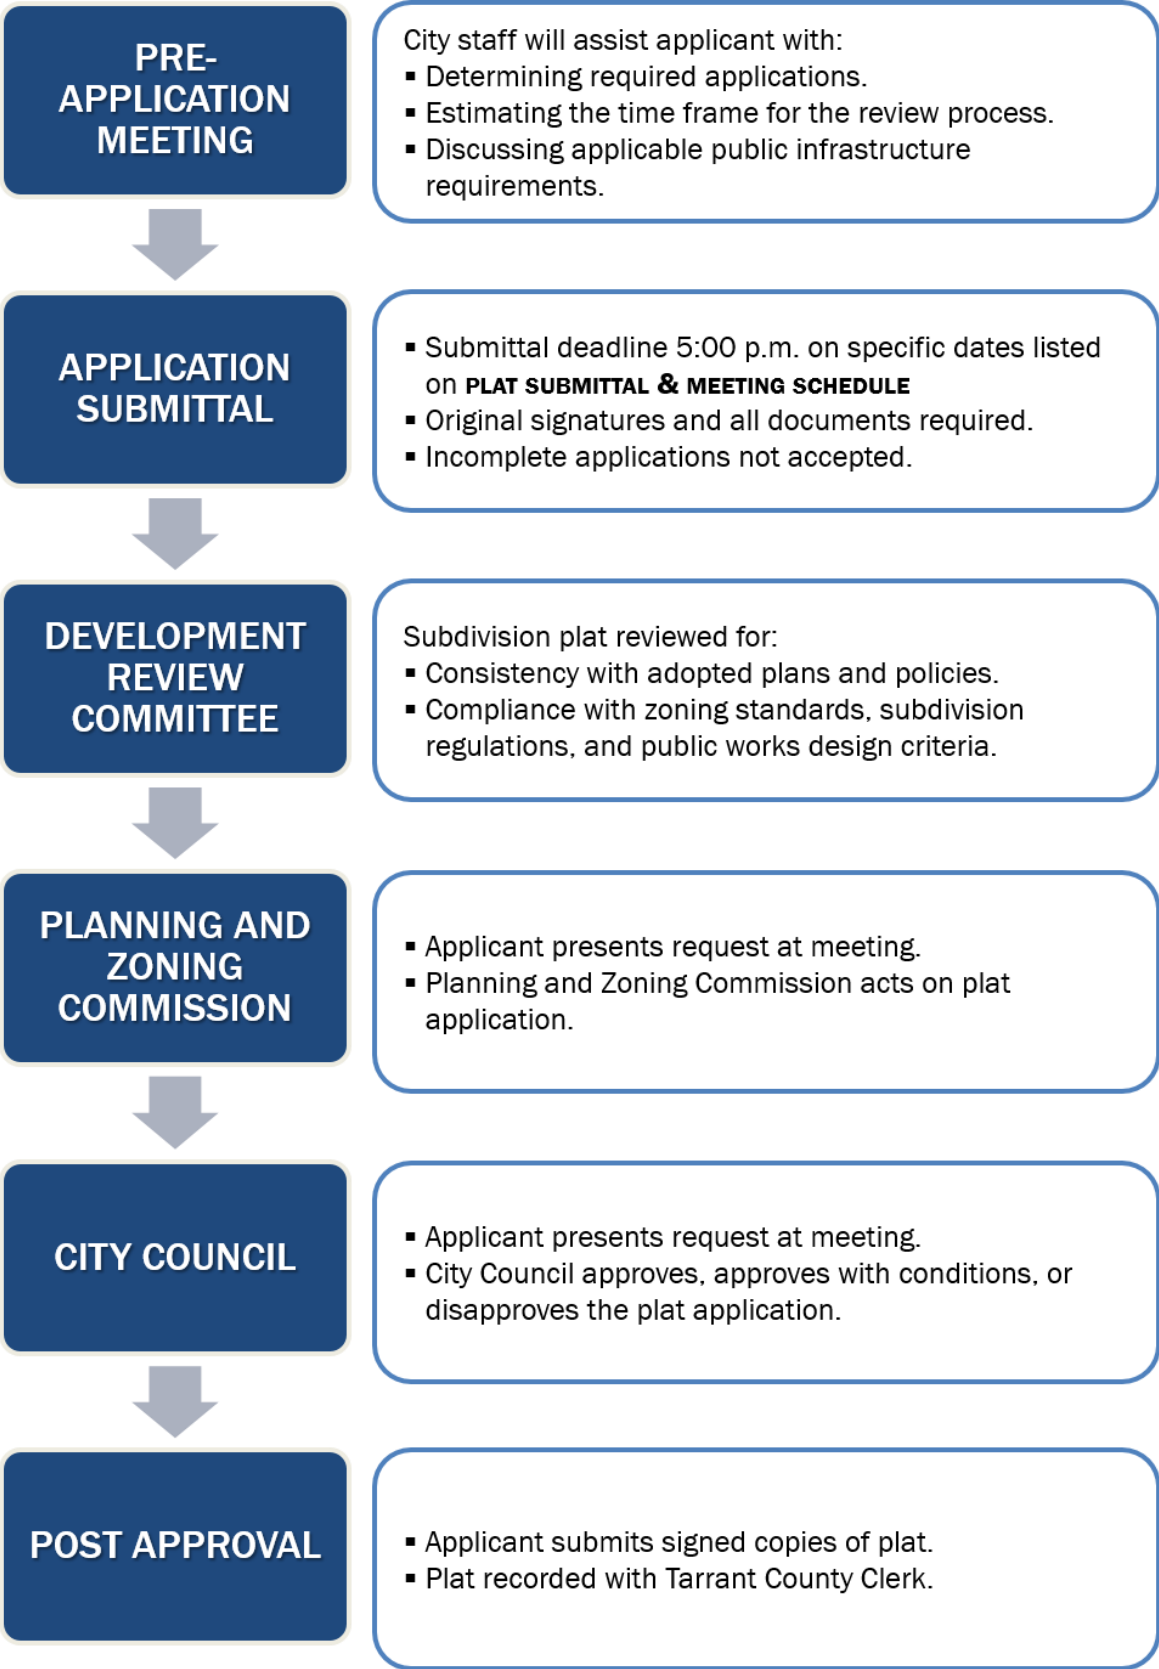 PRE-
APPLICATION
MEETING
City staff will assist applicant with:
▪ Determining required applications.
▪ Estimating the time frame for the review process.
▪ Discussing applicable public infrastructure
requirements.
APPLICATION
SUBMITTAL
▪ Submittal deadline 5:00 p.m. on specific dates listed
on PLAT SUBMITTAL & MEETING SCHEDULE
▪ Original signatures and all documents required.
▪ Incomplete applications not accepted.
DEVELOPMENT
REVIEW
COMMITTEE
Subdivision plat reviewed for:
▪ Consistency with adopted plans and policies.
▪ Compliance with zoning standards, subdivision
regulations, and public works design criteria.
PLANNING AND
ZONING
COMMISSION
▪ Applicant presents request at meeting.
▪ Planning and Zoning Commission acts on plat
application.
CITY COUNCIL
▪ Applicant presents request at meeting.
▪ City Council approves, approves with conditions, or
disapproves the plat application.
POST APPROVAL
▪ Applicant submits signed copies of plat.
▪ Plat recorded with Tarrant County Clerk.